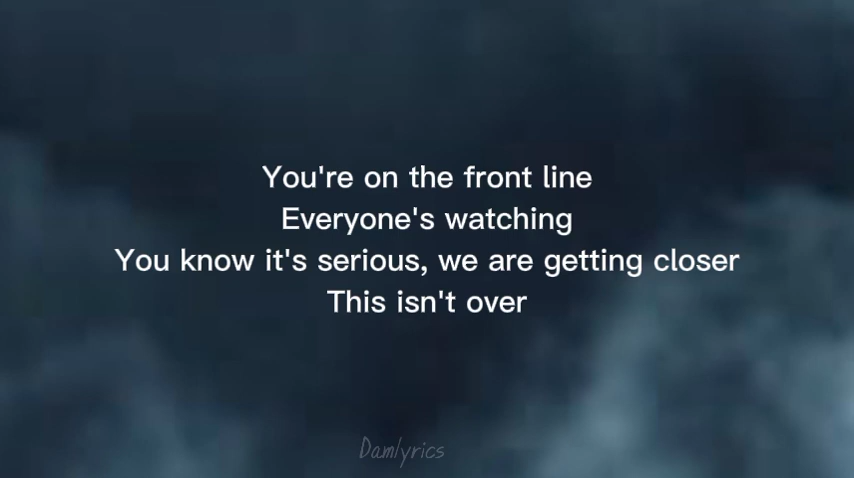 You're on the front line
Everyone's watching
You know it's serious, we are getting closer
This isn't over
Damlyrics